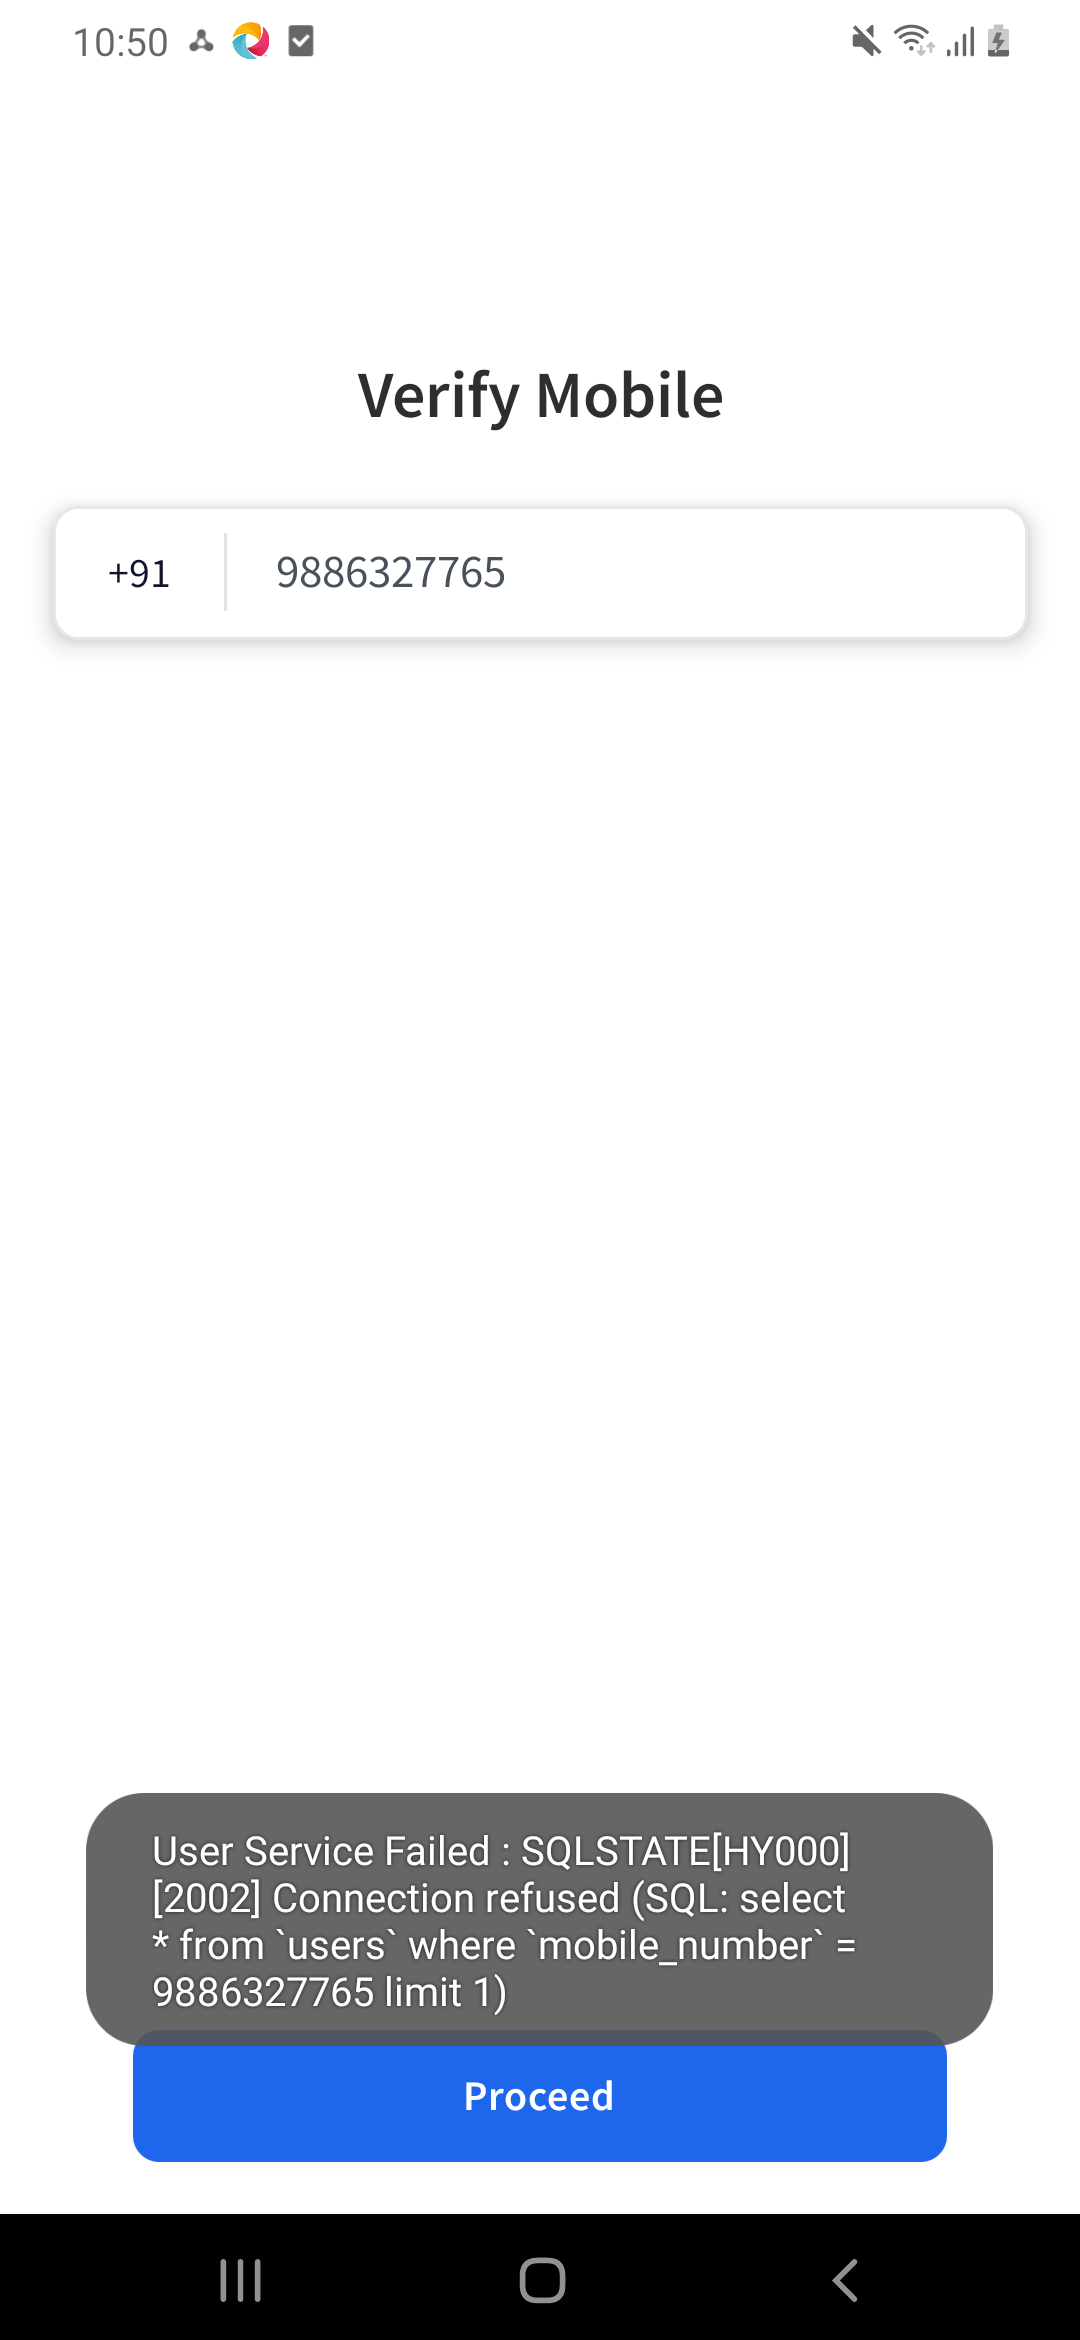 10:50
Verify Mobile
+91 9886327765
User Service Failed : SQLSTATE[HY000]
[2002] Connection refused (SQL: select
* from `users` where `mobile_number` =
9886327765 limit 1)
Proceed